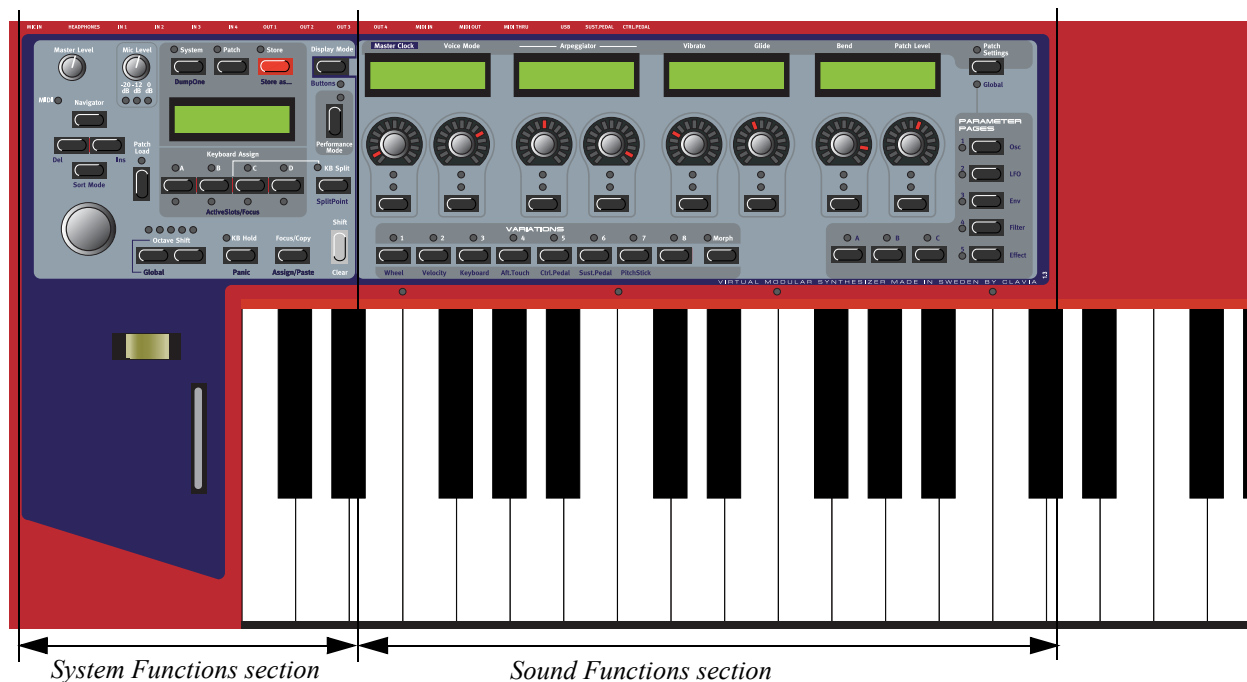 MIC IN HEADPHONES IN 1 IN 2 IN 3 IN 4 OUT 1 OUT 2 OUT 3 OUT 4 MIDI IN MIDI OUT MIDI THRU USB SUST.PEDAL CTRL.PEDAL
Master Level
Mic Level
-20 -12 0
dB dB dB
System
Patch
Store
DumpOne
Store as...
Display Mode
Buttons
Performance
Mode
MIDI
Navigator
Del
Ins
Sort Mode
Patch
Load
Keyboard Assign
A B C D
KB Split
SplitPoint
ActiveSlots/Focus
Octave Shift
Global
KB Hold
Panic
Focus/Copy
Assign/Paste
Shift
Clear
Master Clock
Voice Mode
Arpeggiator
Vibrato
Glide
Bend
Patch Level
Patch
Settings
Global
PARAMETER
PAGES
1 Osc
2 LFO
3 Env
4 Filter
5 Effect
VARIATIONS
1 2 3 4 5 6 7 8 Morph
Wheel Velocity Keyboard Aft.Touch Ctrl.Pedal Sust.Pedal PitchStick
A B C
VIRTUAL MODULAR SYNTHESIZER MADE IN SWEDEN BY CLAVIA
1.3
System Functions section
Sound Functions section